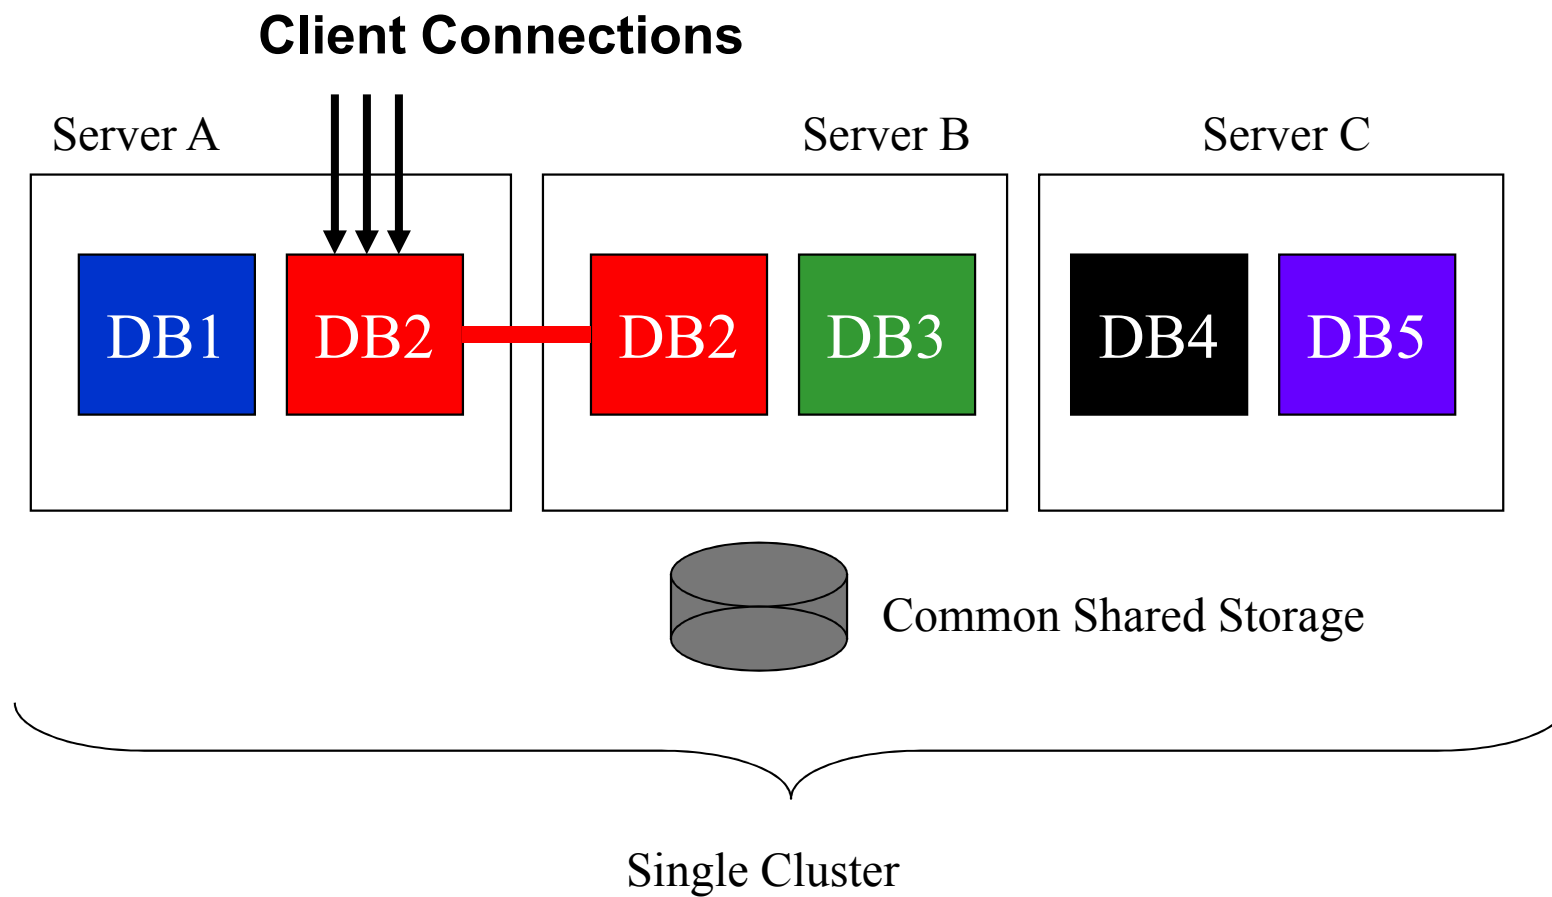 Client Connections
Server A
Server B
Server C
DB1
DB2
DB2
DB3
DB4
DB5
Common Shared Storage
Single Cluster